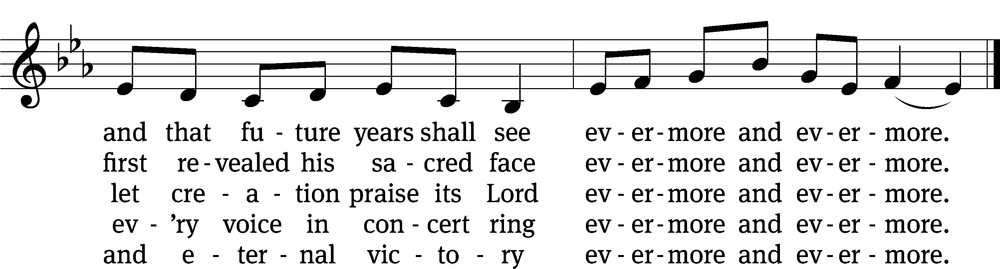 and that fu - ture years shall see ev - er - more and ev - er - more.
first re - vealed his sa - cred face ev - er - more and ev - er - more.
let cre - a - tion praise its Lord ev - er - more and ev - er - more.
ev - ’ry voice in con - cert ring ev - er - more and ev - er - more.
and e - ter - nal vic - to - ry ev - er - more and ev - er - more.